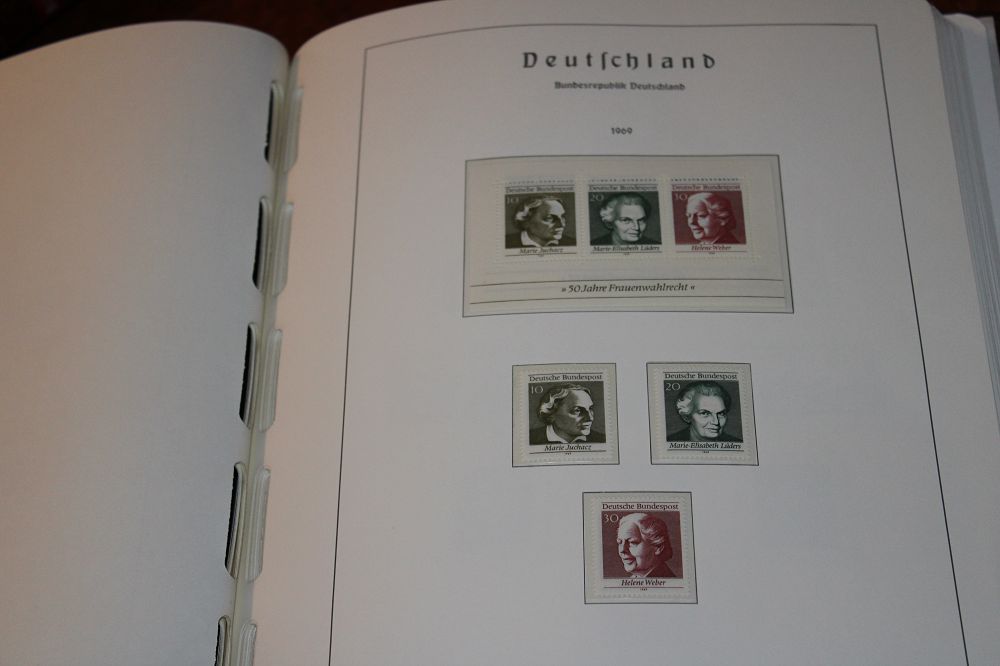 Deutſchland
Bundesrepublik Deutschland
1969
Deutsche Bundespost Deutsche Bundespost Deutsche Bundespost
10 20 30
Marie Juchacz Marie-Elisabeth Lüders Helene Weber
»50 Jahre Frauenwahlrecht«
Deutsche Bundespost Deutsche Bundespost
10 20
Marie Juchacz Marie-Elisabeth Lüders
Deutsche Bundespost
30
Helene Weber